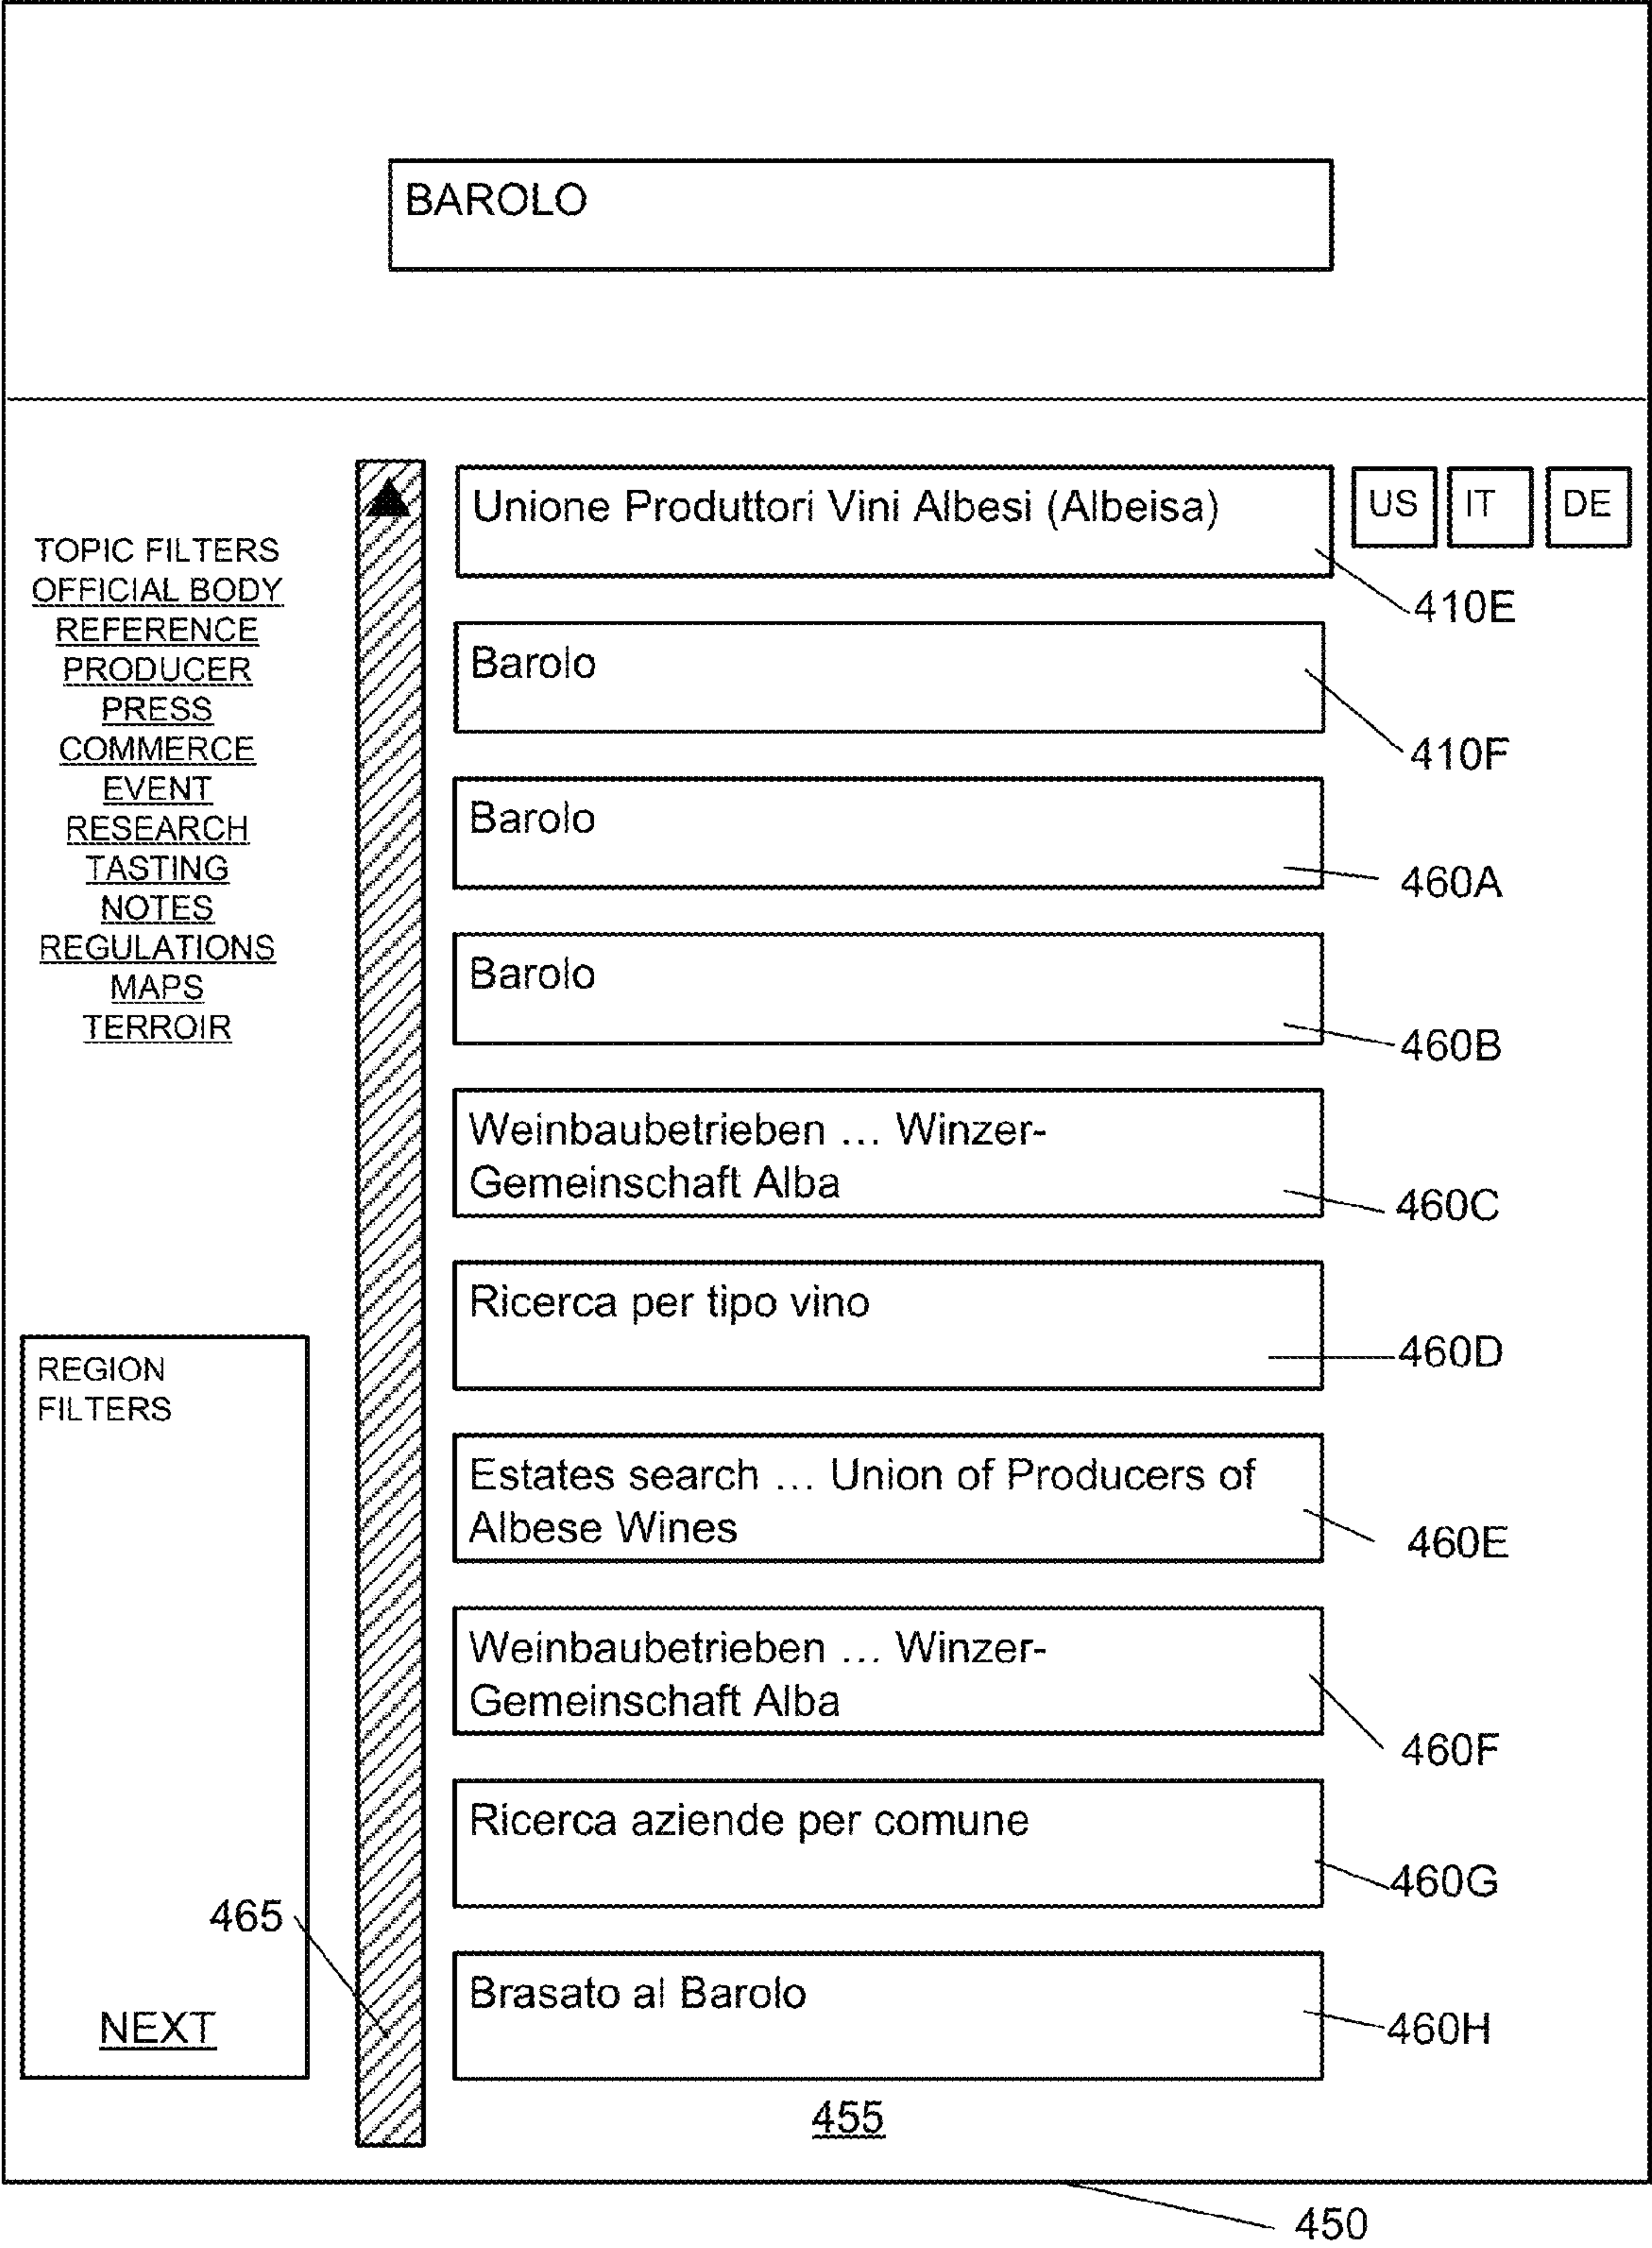 BAROLO
TOPIC FILTERS
OFFICIAL BODY
REFERENCE
PRODUCER
PRESS
COMMERCE
EVENT
RESEARCH
TASTING
NOTES
REGULATIONS
MAPS
TERROIR
REGION
FILTERS
NEXT
465
Unione Produttori Vini Albesi (Albeisa)
US
IT
DE
410E
Barolo
410F
Barolo
460A
Barolo
460B
Weinbaubetrieben ... Winzer-
Gemeinschaft Alba
460C
Ricerca per tipo vino
460D
Estates search ... Union of Producers of
Albese Wines
460E
Weinbaubetrieben ... Winzer-
Gemeinschaft Alba
460F
Ricerca aziende per comune
460G
Brasato al Barolo
460H
455
450